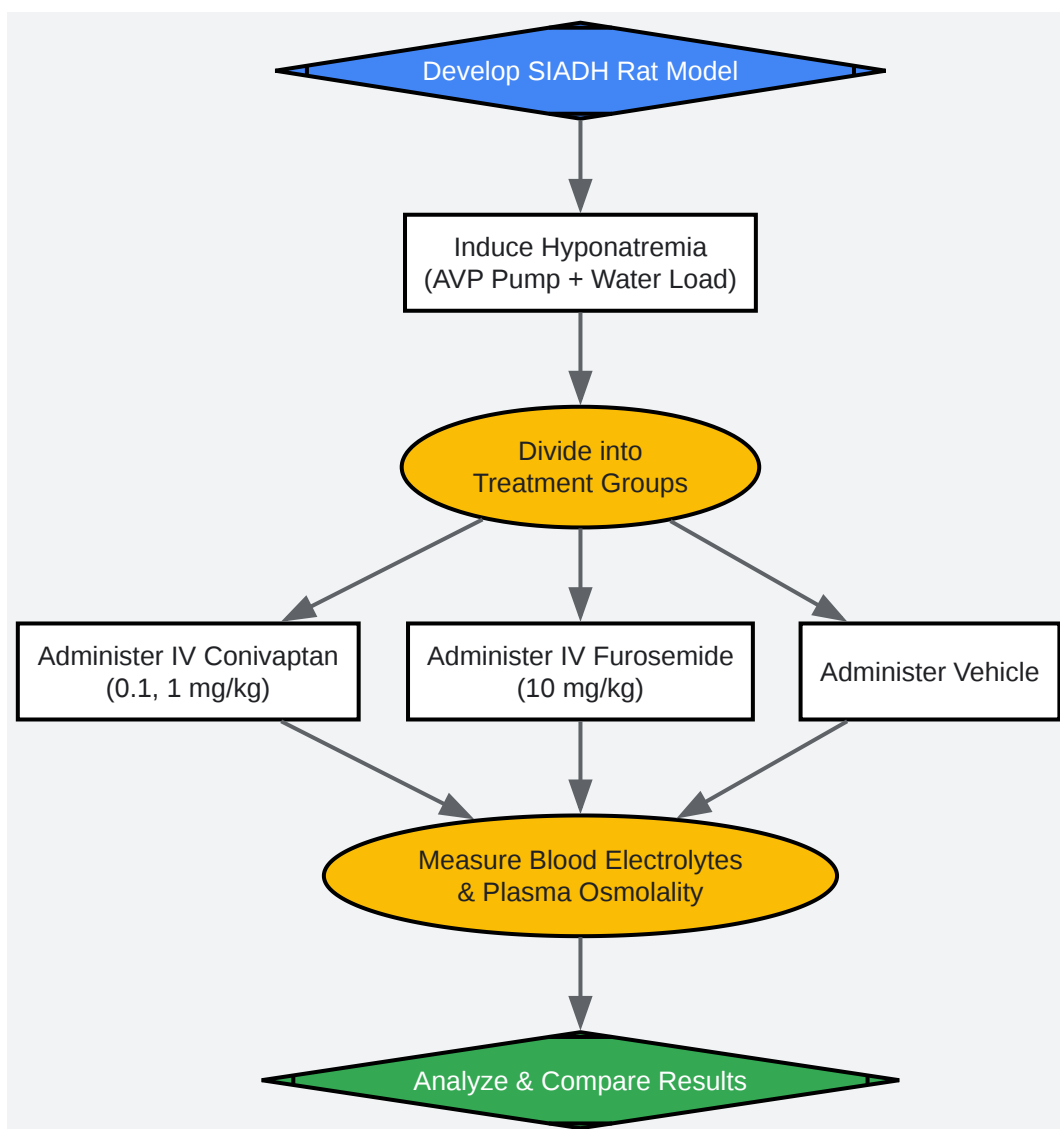 Develop SIADH Rat Model
Induce Hyponatremia
(AVP Pump + Water Load)
Divide into
Treatment Groups
Administer IV Conivaptan
(0.1, 1 mg/kg)
Administer IV Furosemide
(10 mg/kg)
Administer Vehicle
Measure Blood Electrolytes
& Plasma Osmolality
Analyze & Compare Results